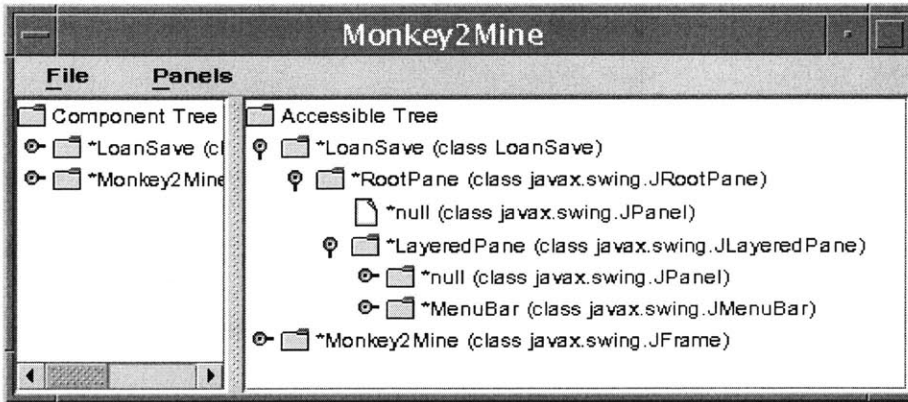 Monkey2Mine
File Panels
Component Tree
*LoanSave (cl
*Monkey2Mine
Accessible Tree
*LoanSave (class LoanSave)
*RootPane (class javax.swing.JRootPane)
*null (class javax.swing.JPanel)
*LayeredPane (class javax.swing.JLayeredPane)
*null (class javax.swing.JPanel)
*MenuBar (class javax.swing.JMenuBar)
*Monkey2Mine (class javax.swing.JFrame)